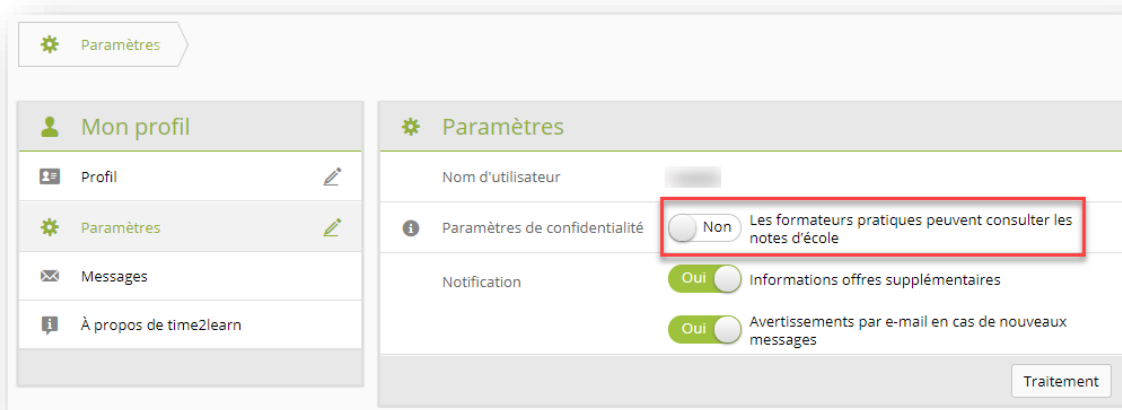 Paramètres
Mon profil
Profil
Paramètres
Messages
À propos de time2learn
Paramètres
Nom d'utilisateur
Paramètres de confidentialité
Non
Les formateurs pratiques peuvent consulter les
notes d'école
Notification
Oui
Informations offres supplémentaires
Oui
Avertissements par e-mail en cas de nouveaux
messages
Traitement